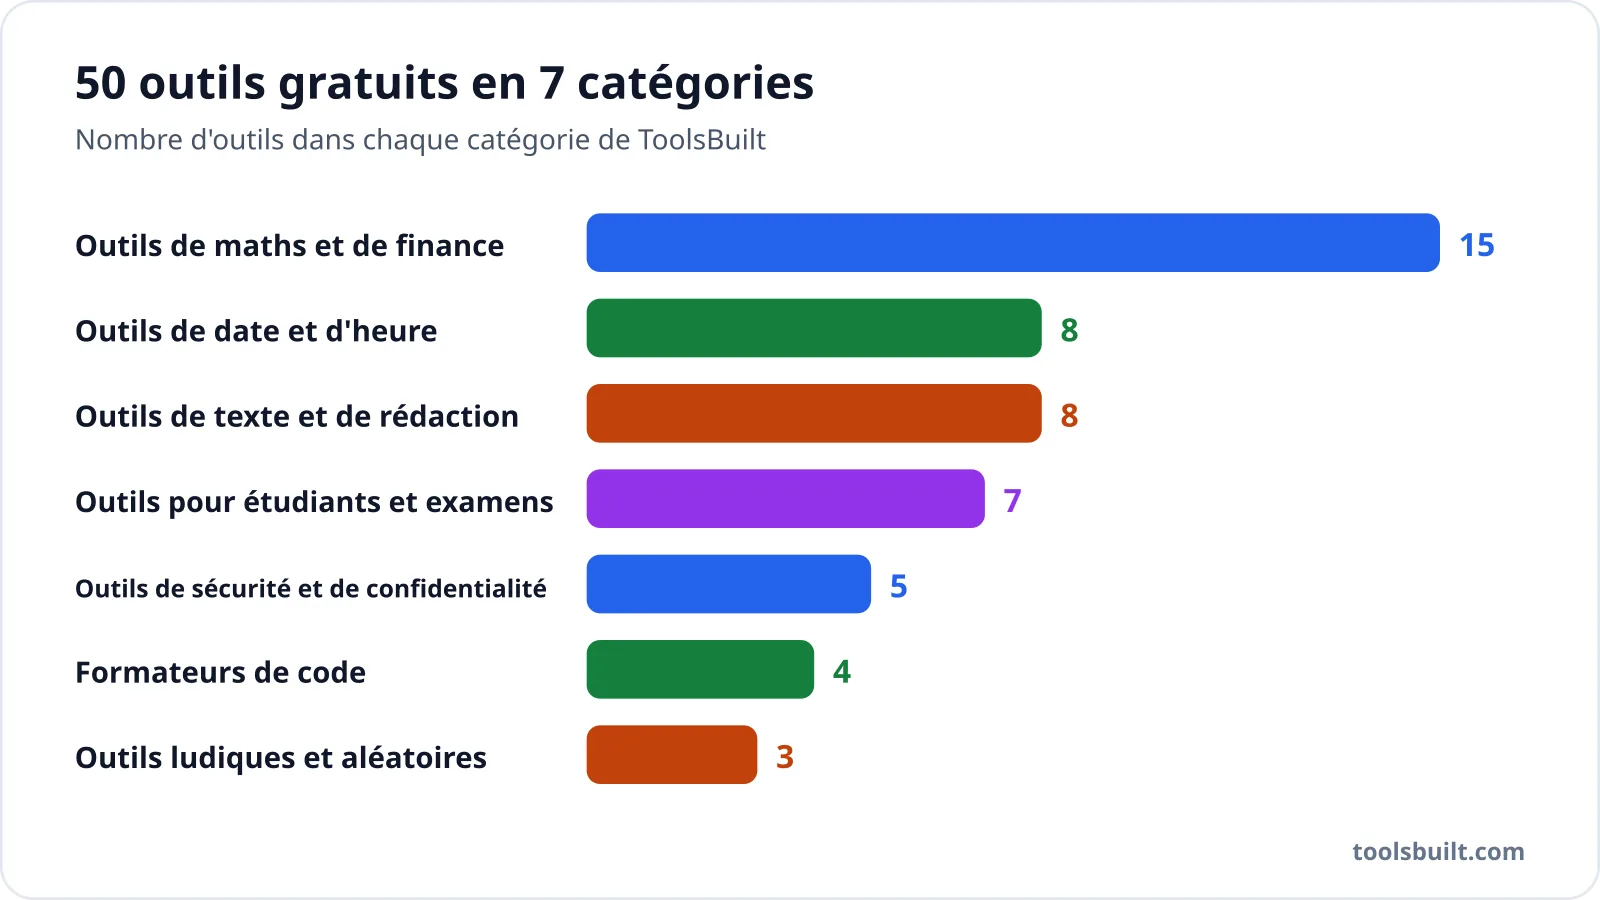 50 outils gratuits en 7 catégories
Nombre d'outils dans chaque catégorie de ToolsBuilt
Outils de maths et de finance 15
Outils de date et d'heure 8
Outils de texte et de rédaction 8
Outils pour étudiants et examens 7
Outils de sécurité et de confidentialité 5
Formateurs de code 4
Outils ludiques et aléatoires 3
toolsbuilt.com